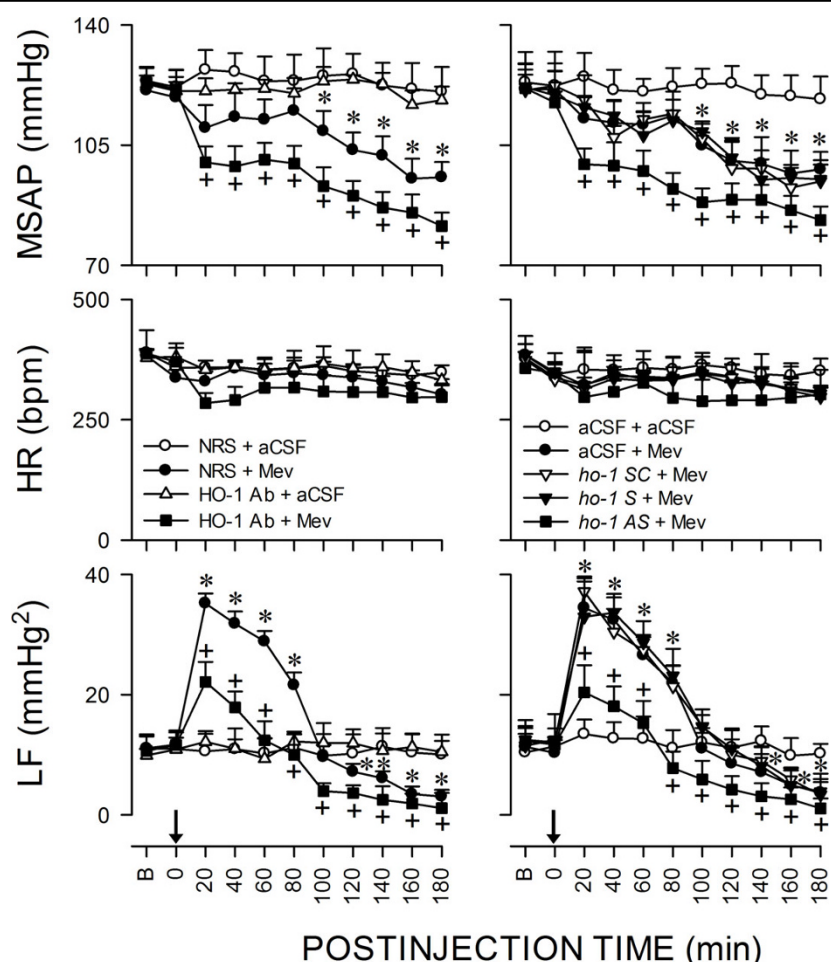 MSAP (mmHg)
140
105
70
HR (bpm)
500
250
0
NRS + aCSF
NRS + Mev
HO-1 Ab + aCSF
HO-1 Ab + Mev
aCSF + aCSF
aCSF + Mev
ho-1 SC + Mev
ho-1 S + Mev
ho-1 AS + Mev
LF (mmHg²)
40
20
0
B 0 20 40 60 80 100 120 140 160 180
B 0 20 40 60 80 100 120 140 160 180
POSTINJECTION TIME (min)